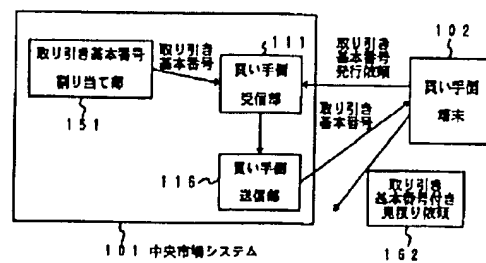 取り引き基本番号
割り当て部
151
取り引き
基本番号
111
買い手側
受信部
取り引き
基本番号
発行依頼
102
買い手側
端末
取り引き
基本番号
116
買い手側
送信部
取り引き
基本番号付き
見積り依頼
162
101 中央市場システム